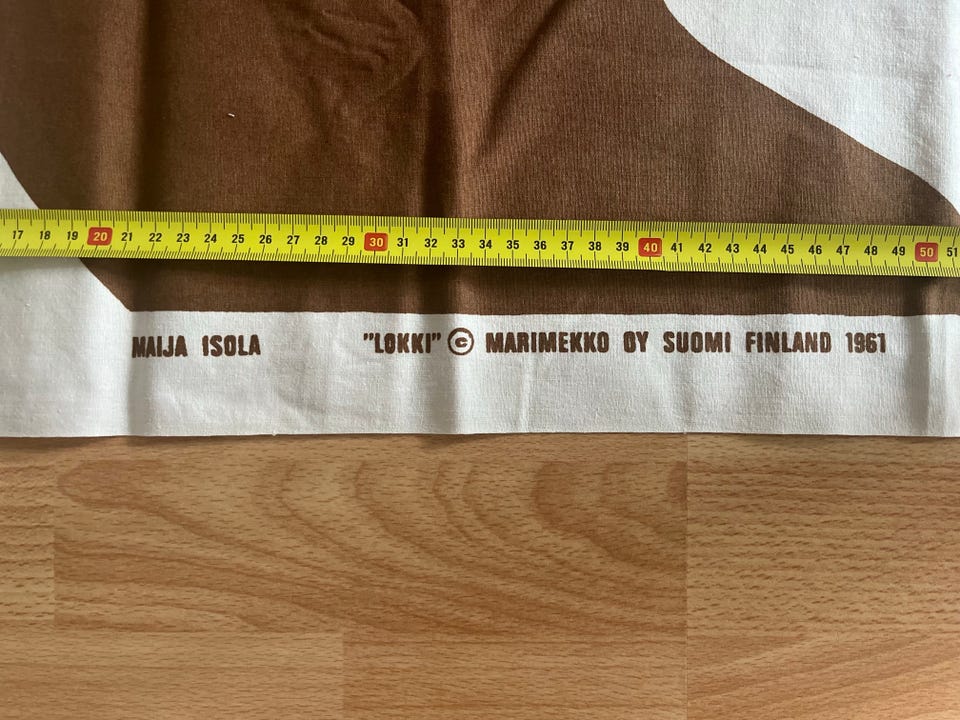 17 18 19 20 21 22 23 24 25 26 27 28 29 30 31 32 33 34 35 36 37 38 39 40 41 42 43 44 45 46 47 48 49 50 51
MAIJA ISOLA "LOKKI" © MARIMEKKO OY SUOMI FINLAND 1961